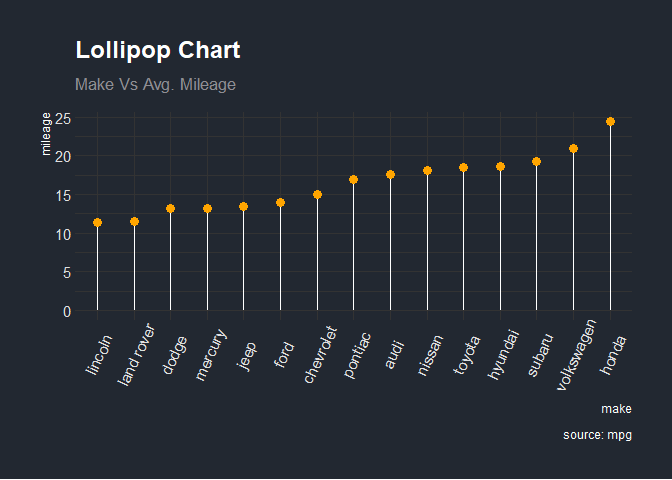 Lollipop Chart
Make Vs Avg. Mileage
mileage
25
20
15
10
5
0
lincoln
land rover
dodge
mercury
jeep
ford
chevrolet
pontiac
audi
nissan
toyota
hyundai
subaru
volkswagen
honda
make
source: mpg